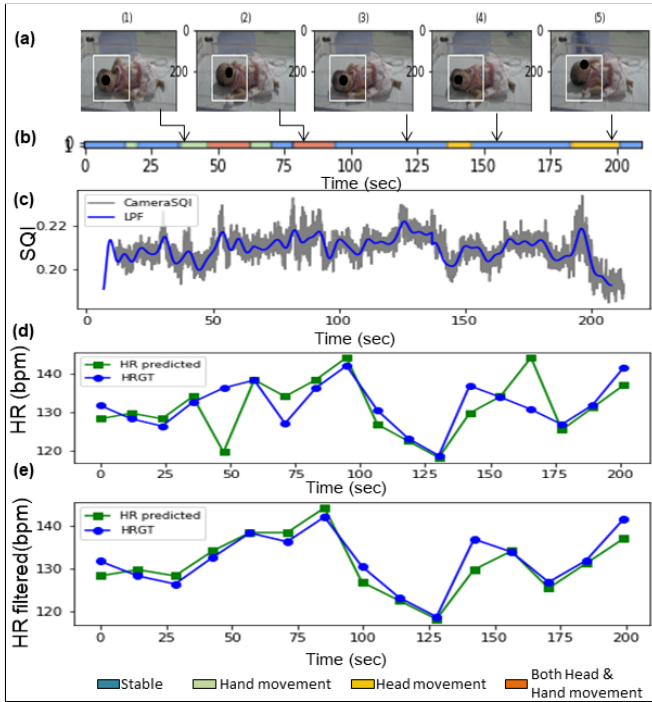 (a)
(1) (2) (3) (4) (5)
0 0 0 0
200 200 200 200
(b)
0
1
0 25 50 75 100 125 150 175 200
Time (sec)
(c)
CameraSQI
LPF
SQI
0.22
0.20
0 50 100 150 200
Time (sec)
(d)
HR predicted
HRGT
HR (bpm)
140
130
120
0 25 50 75 100 125 150 175 200
Time (sec)
(e)
HR predicted
HRGT
HR filtered(bpm)
140
130
120
0 25 50 75 100 125 150 175 200
Time (sec)
Stable Hand movement Head movement Both Head &
Hand movement